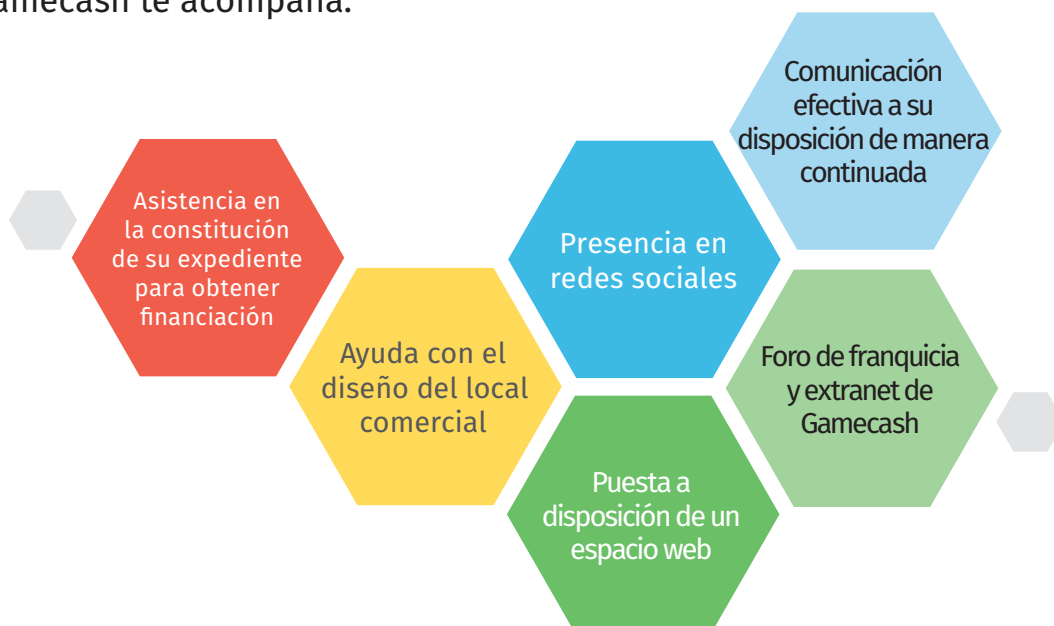 amecash te acompaña.
Asistencia en
la constitución
de su expediente
para obtener
financiación
Ayuda con el
diseño del local
comercial
Presencia en
redes sociales
Comunicación
efectiva a su
disposición de manera
continuada
Foro de franquicia
y extranet de
Gamecash
Puesta a
disposición de un
espacio web